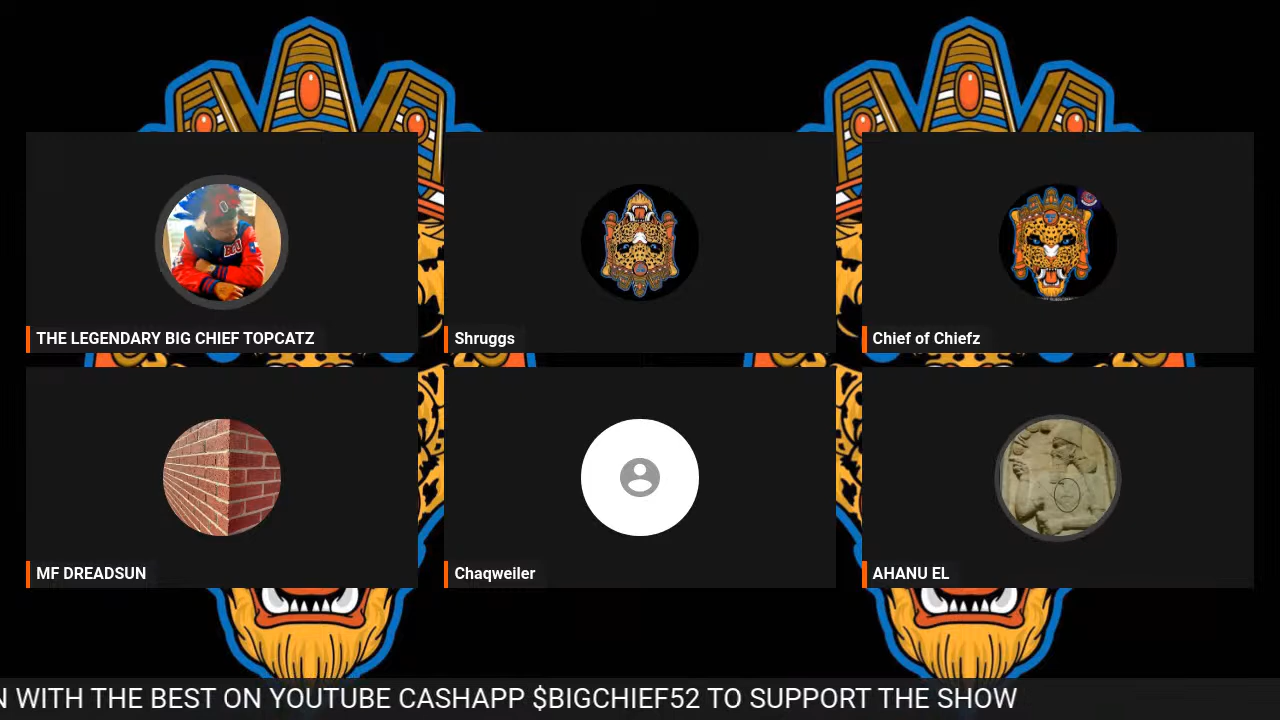 THE LEGENDARY BIG CHIEF TOPCATZ
Shruggs
Chief of Chiefz
MF DREADSUN
Chaqweiler
AHANU EL
WITH THE BEST ON YOUTUBE CASHAPP $BIGCHIEF52 TO SUPPORT THE SHOW